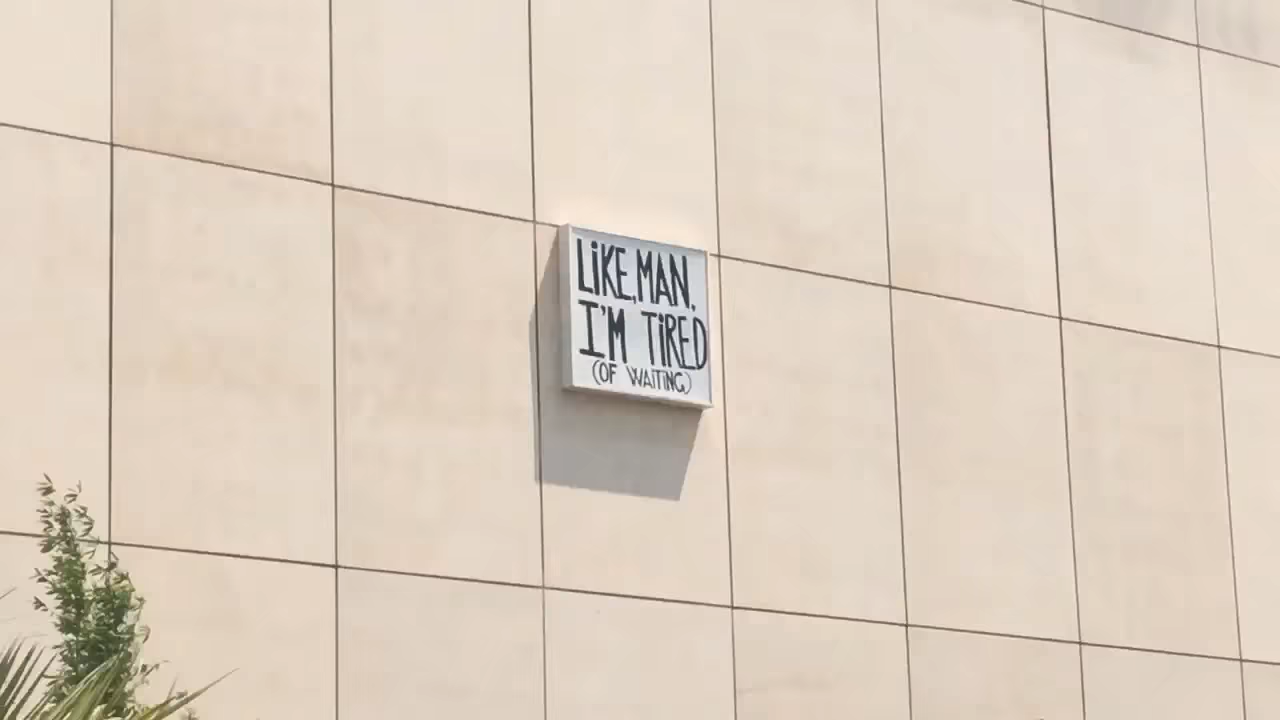 LiKE, MAN,
I'M TiRED
(OF WAITING)